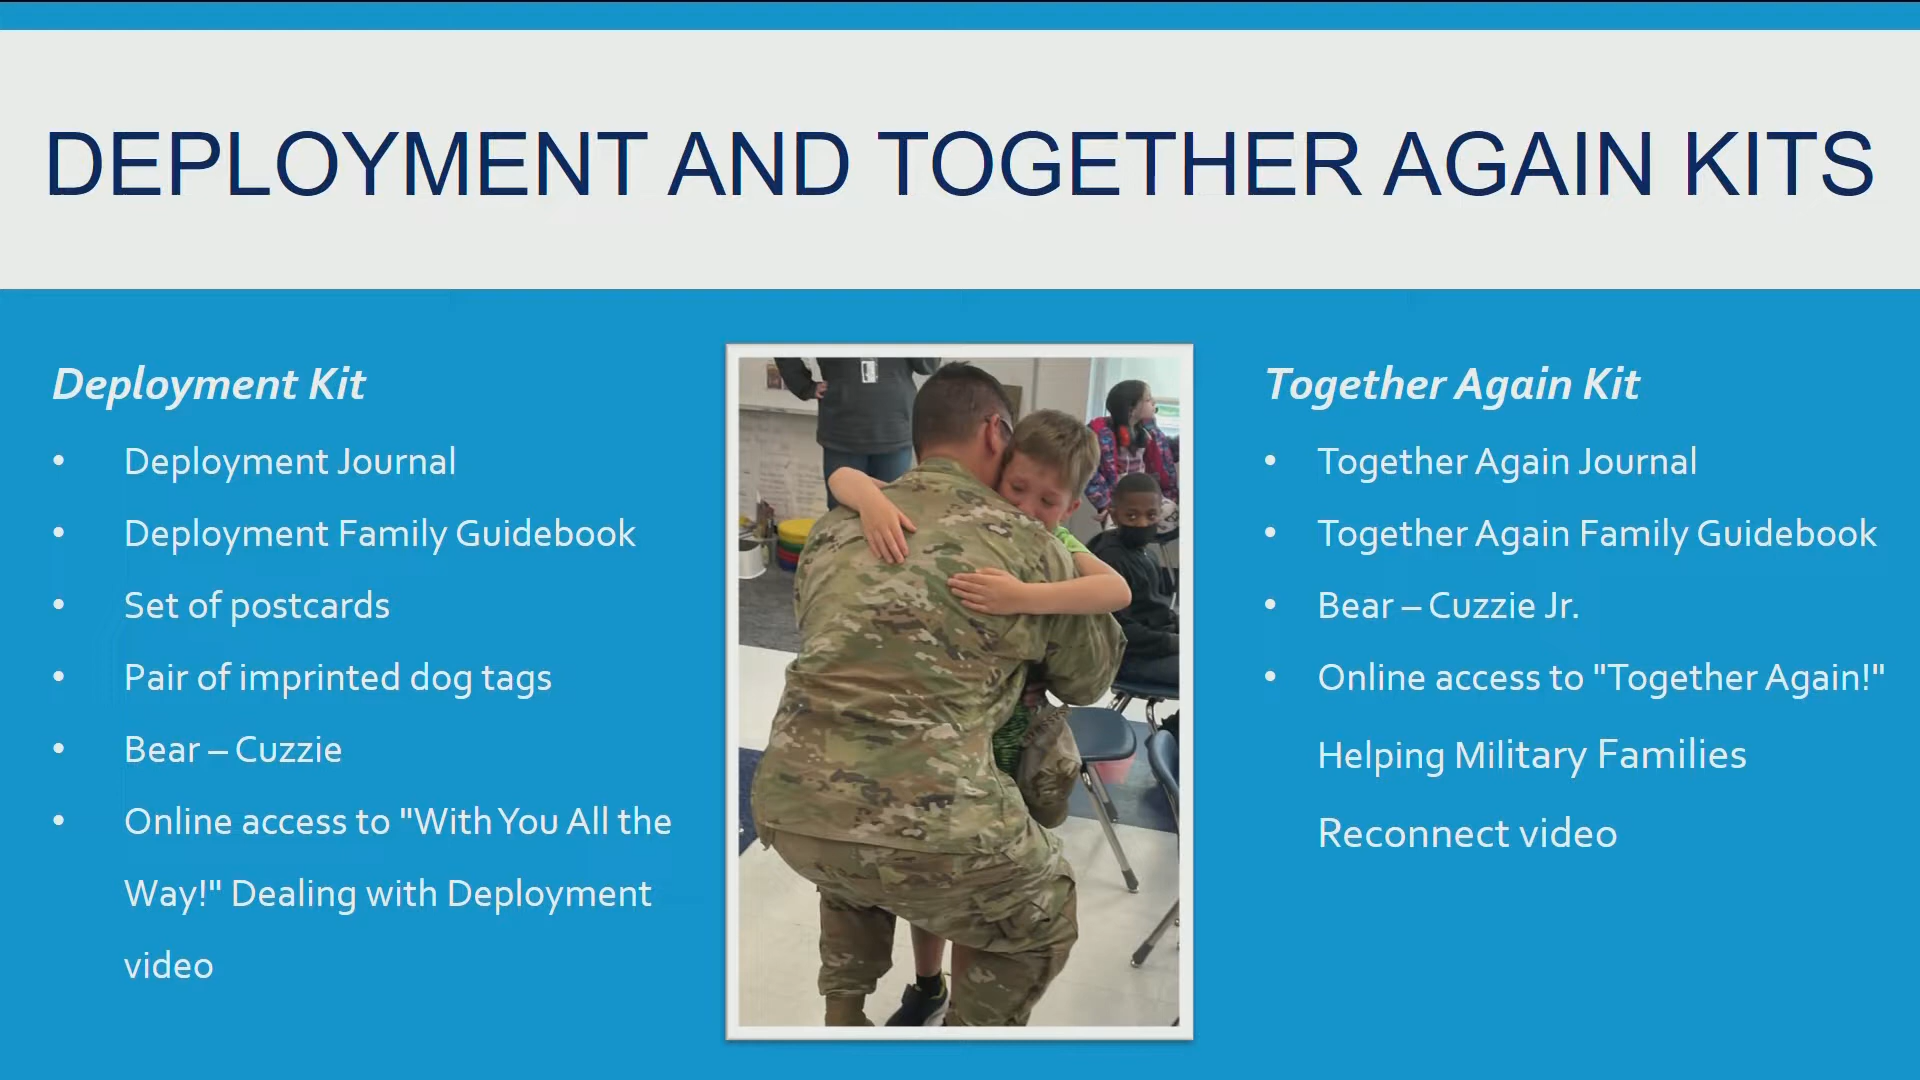 DEPLOYMENT AND TOGETHER AGAIN KITS
Deployment Kit
• Deployment Journal
• Deployment Family Guidebook
• Set of postcards
• Pair of imprinted dog tags
• Bear – Cuzzie
• Online access to "With You All the
Way!" Dealing with Deployment
video
Together Again Kit
• Together Again Journal
• Together Again Family Guidebook
• Bear – Cuzzie Jr.
• Online access to "Together Again!"
Helping Military Families
Reconnect video